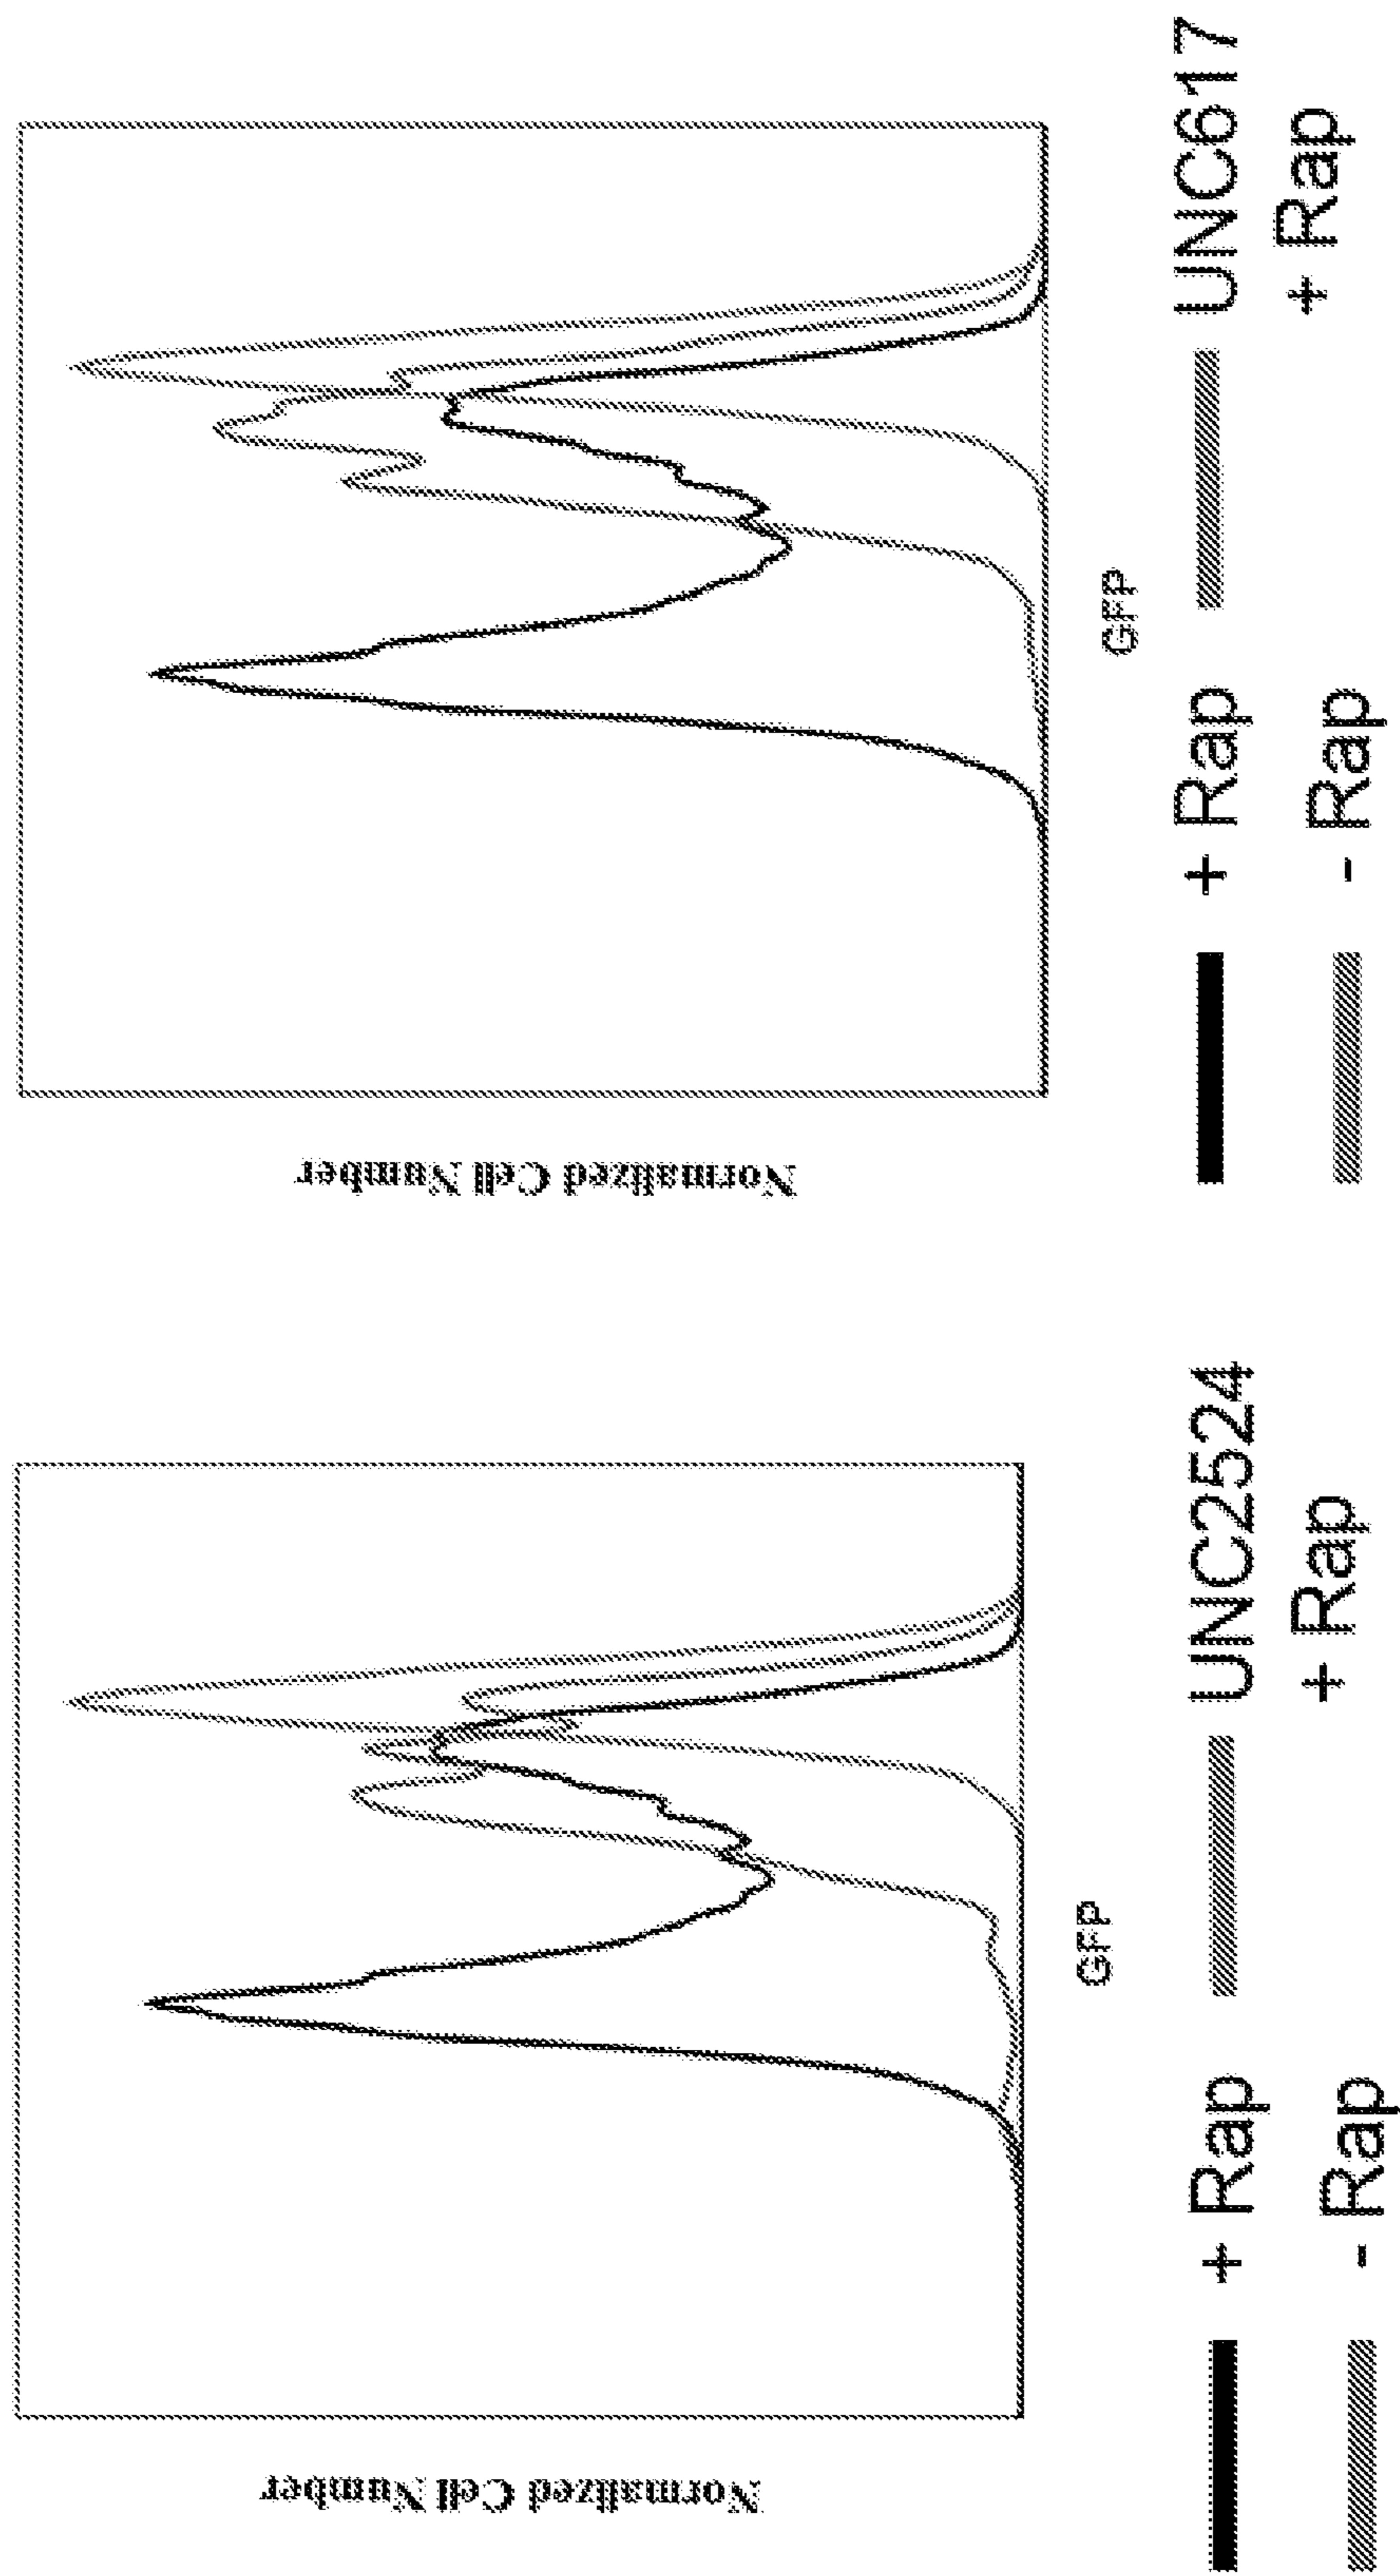 Normalized Cell Number
GFP
+ Rap
UNC2524
+ Rap
- Rap
Normalized Cell Number
GFP
+ Rap
UNC617
+ Rap
- Rap